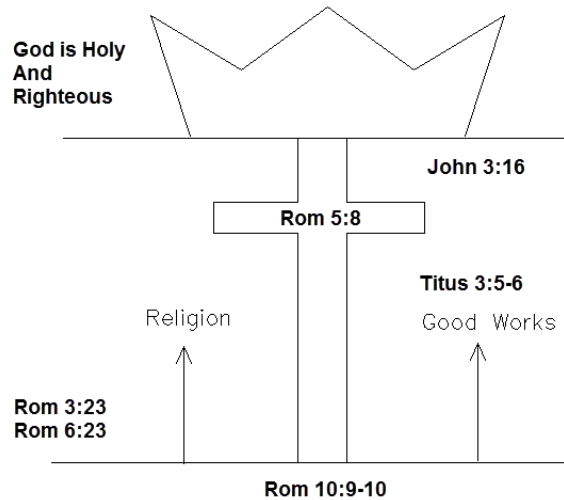 God is Holy
And
Righteous
John 3:16
Rom 5:8
Titus 3:5-6
Religion
Good Works
Rom 3:23
Rom 6:23
Rom 10:9-10